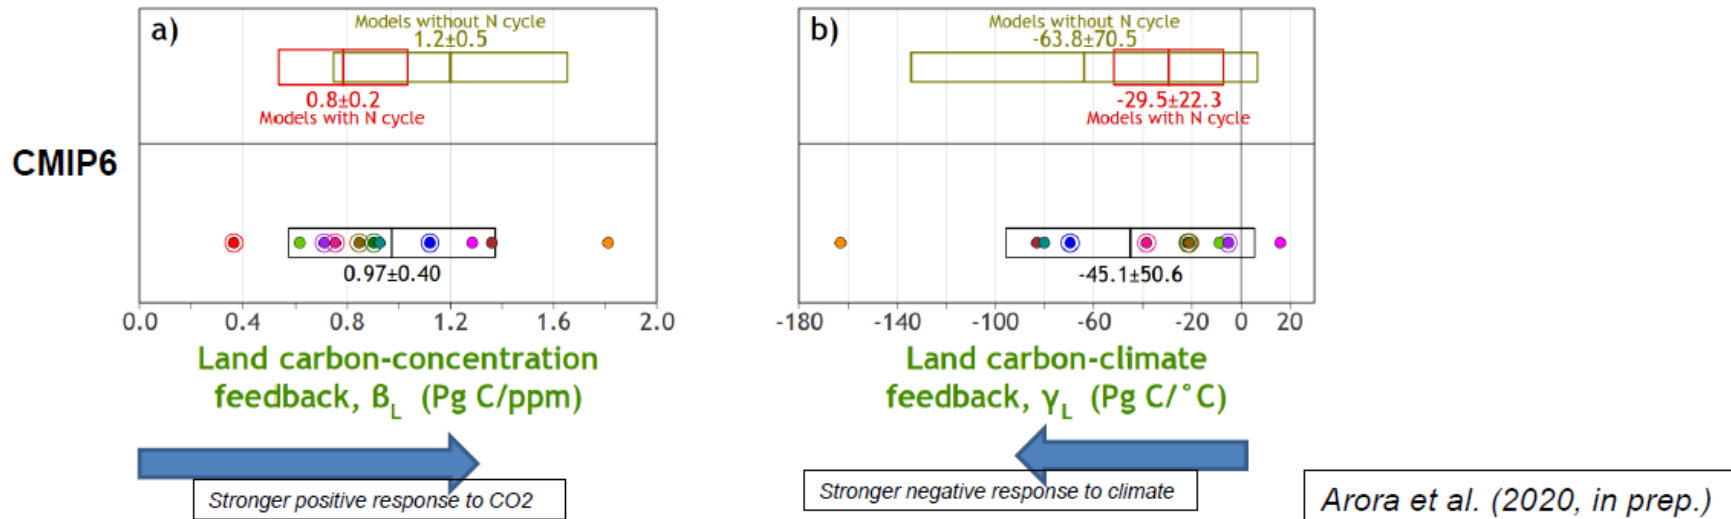 a)
Models without N cycle
1.2±0.5
0.8±0.2
Models with N cycle
CMIP6
0.97±0.40
0.0 0.4 0.8 1.2 1.6 2.0
Land carbon-concentration
feedback, ß_L (Pg C/ppm)
Stronger positive response to CO2
b)
Models without N cycle
-63.8±70.5
-29.5±22.3
Models with N cycle
-45.1±50.6
-180 -140 -100 -60 -20 0 20
Land carbon-climate
feedback, γ_L (Pg C/°C)
Stronger negative response to climate
Arora et al. (2020, in prep.)